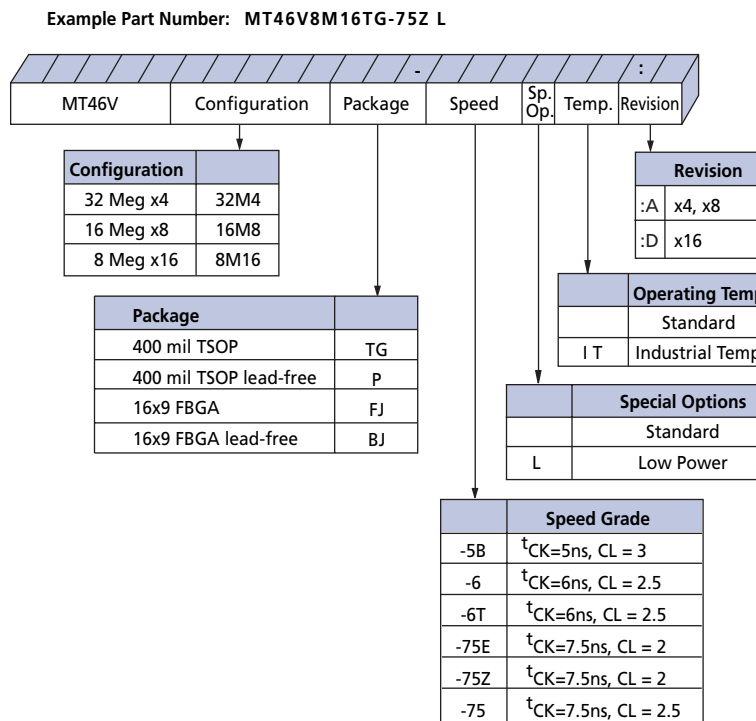 Example Part Number: MT46V8M16TG-75Z L
- :
MT46V Configuration Package Speed Sp. Op. Temp. Revision
Configuration
32 Meg x4 32M4
16 Meg x8 16M8
8 Meg x16 8M16
Package
400 mil TSOP TG
400 mil TSOP lead-free P
16x9 FBGA FJ
16x9 FBGA lead-free BJ
Revision
:A x4, x8
:D x16
Operating Temp
Standard
I T Industrial Temp
Special Options
Standard
L Low Power
Speed Grade
-5B tCK=5ns, CL = 3
-6 tCK=6ns, CL = 2.5
-6T tCK=6ns, CL = 2.5
-75E tCK=7.5ns, CL = 2
-75Z tCK=7.5ns, CL = 2
-75 tCK=7.5ns, CL = 2.5